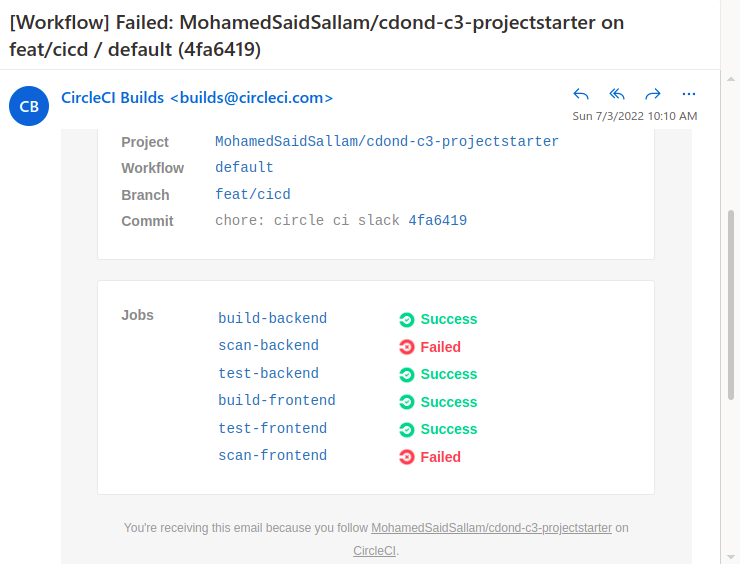 [Workflow] Failed: MohamedSaidSallam/cdond-c3-projectstarter on
feat/cicd / default (4fa6419)
CB
CircleCI Builds <builds@circleci.com>
Sun 7/3/2022 10:10 AM
Project MohamedSaidSallam/cdond-c3-projectstarter
Workflow default
Branch feat/cicd
Commit chore: circle ci slack 4fa6419
Jobs
build-backend Success
scan-backend Failed
test-backend Success
build-frontend Success
test-frontend Success
scan-frontend Failed
You're receiving this email because you follow MohamedSaidSallam/cdond-c3-projectstarter on
CircleCI.